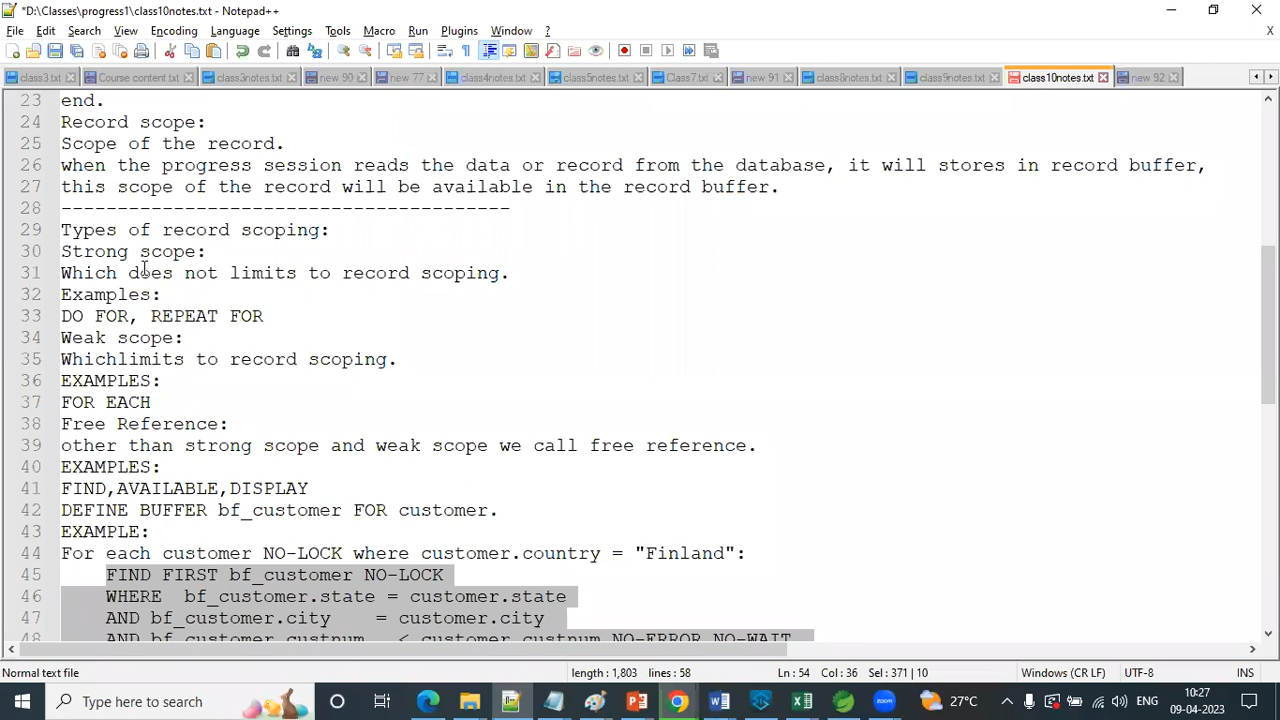 *D:\Classes\progress1\class10notes.txt - Notepad++
File Edit Search View Encoding Language Settings Tools Macro Run Plugins Window ?
X
class3.txt Course content.txt class3notes.txt new 90 new 77 class4notes.txt class5notes.txt Class7.txt new 91 class8notes.txt class9notes.txt class10notes.txt new 92
23 end.
24 Record scope:
25 Scope of the record.
26 when the progress session reads the data or record from the database, it will stores in record buffer,
27 this scope of the record will be available in the record buffer.
28 ----------------------------------------
29 Types of record scoping:
30 Strong scope:
31 Which does not limits to record scoping.
32 Examples:
33 DO FOR, REPEAT FOR
34 Weak scope:
35 Whichlimits to record scoping.
36 EXAMPLES:
37 FOR EACH
38 Free Reference:
39 other than strong scope and weak scope we call free reference.
40 EXAMPLES:
41 FIND,AVAILABLE,DISPLAY
42 DEFINE BUFFER bf_customer FOR customer.
43 EXAMPLE:
44 For each customer NO-LOCK where customer.country = "Finland":
45 FIND FIRST bf_customer NO-LOCK
46 WHERE bf_customer.state = customer.state
47 AND bf_customer.city = customer.city
48 AND bf_customer.custnum < customer.custnum NO-ERROR NO-WAIT
Normal text file length : 1,803 lines : 58 Ln : 54 Col : 36 Sel : 371 | 10 Windows (CR LF) UTF-8 INS
Type here to search 27°C ENG 10:27
09-04-2023